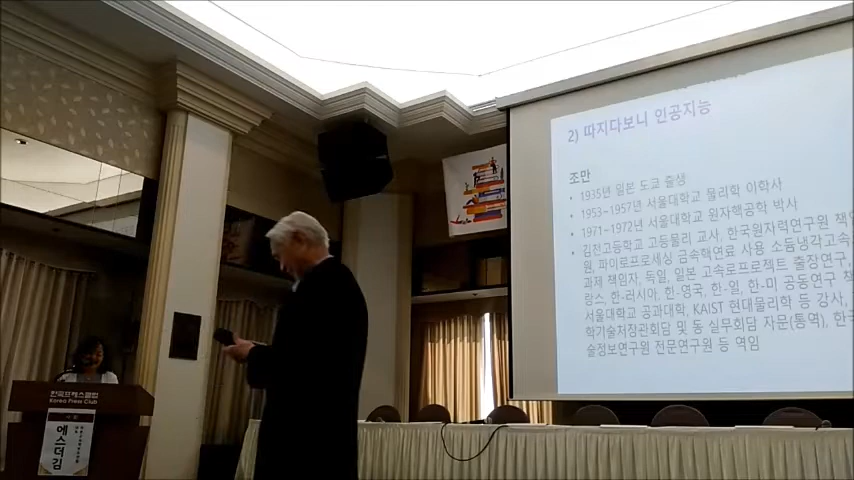 2) 따지다보니 인공지능
조만
• 1935년 일본 도교 출생
• 1953-1957년 서울대학교 물리학 이학사
• 1971-1972년 서울대학교 원자핵공학 박사
• 김천고등학교 고등물리 교사, 한국원자력연구원 책임
원, 파이로프로세싱 금속핵연료 사용 소듐냉각 고속
과제 책임자, 독일, 일본 고속로프로젝트 출장연구,
랑스, 한-러시아, 한-영국, 한-일, 한-미 공동연구
서울대학교 공과대학, KAIST 현대물리학 등 강사,
학기술처장관회담 및 동 실무회담 자문(통역), 한국
술정보연구원 전문연구원 등 역임
한국프레스클럽
Korea Press Club
에스더김